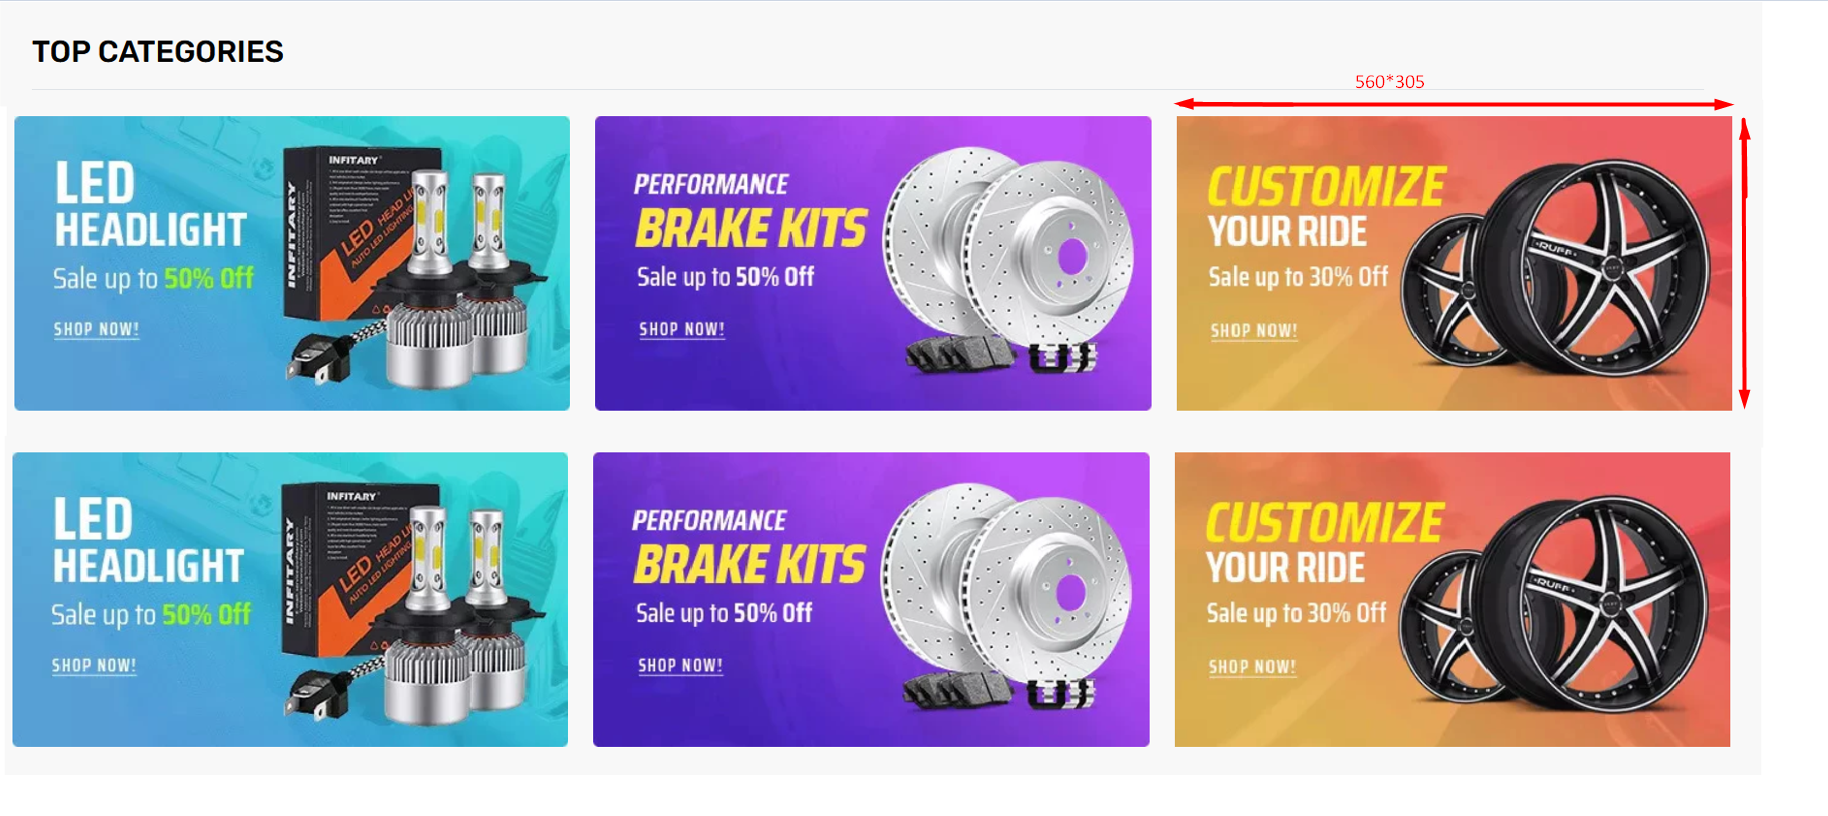 TOP CATEGORIES
560*305
LED
HEADLIGHT
Sale up to 50% Off
SHOP NOW!
INFITARY
INFITARY
LED HEAD LI
AUTO LED LIGHTING
PERFORMANCE
BRAKE KITS
Sale up to 50% Off
SHOP NOW!
CUSTOMIZE
YOUR RIDE
Sale up to 30% Off
SHOP NOW!
RUFF
LED
HEADLIGHT
Sale up to 50% Off
SHOP NOW!
INFITARY
INFITARY
LED HEAD LI
AUTO LED LIGHTING
PERFORMANCE
BRAKE KITS
Sale up to 50% Off
SHOP NOW!
CUSTOMIZE
YOUR RIDE
Sale up to 30% Off
SHOP NOW!
RUFF